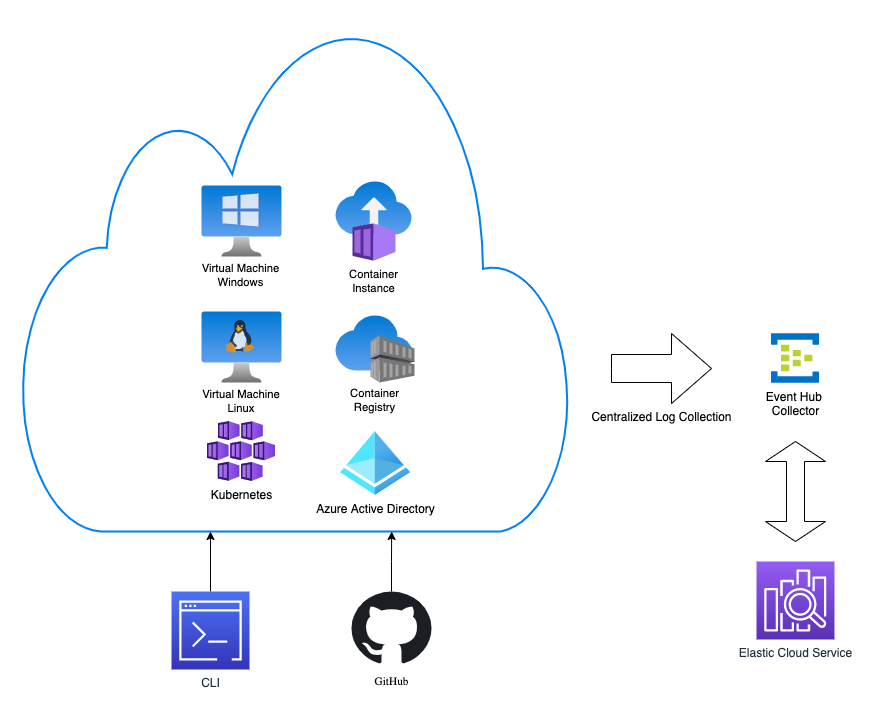 Virtual Machine
Windows
Container
Instance
Virtual Machine
Linux
Container
Registry
Kubernetes
Azure Active Directory
Centralized Log Collection
Event Hub
Collector
CLI
GitHub
Elastic Cloud Service